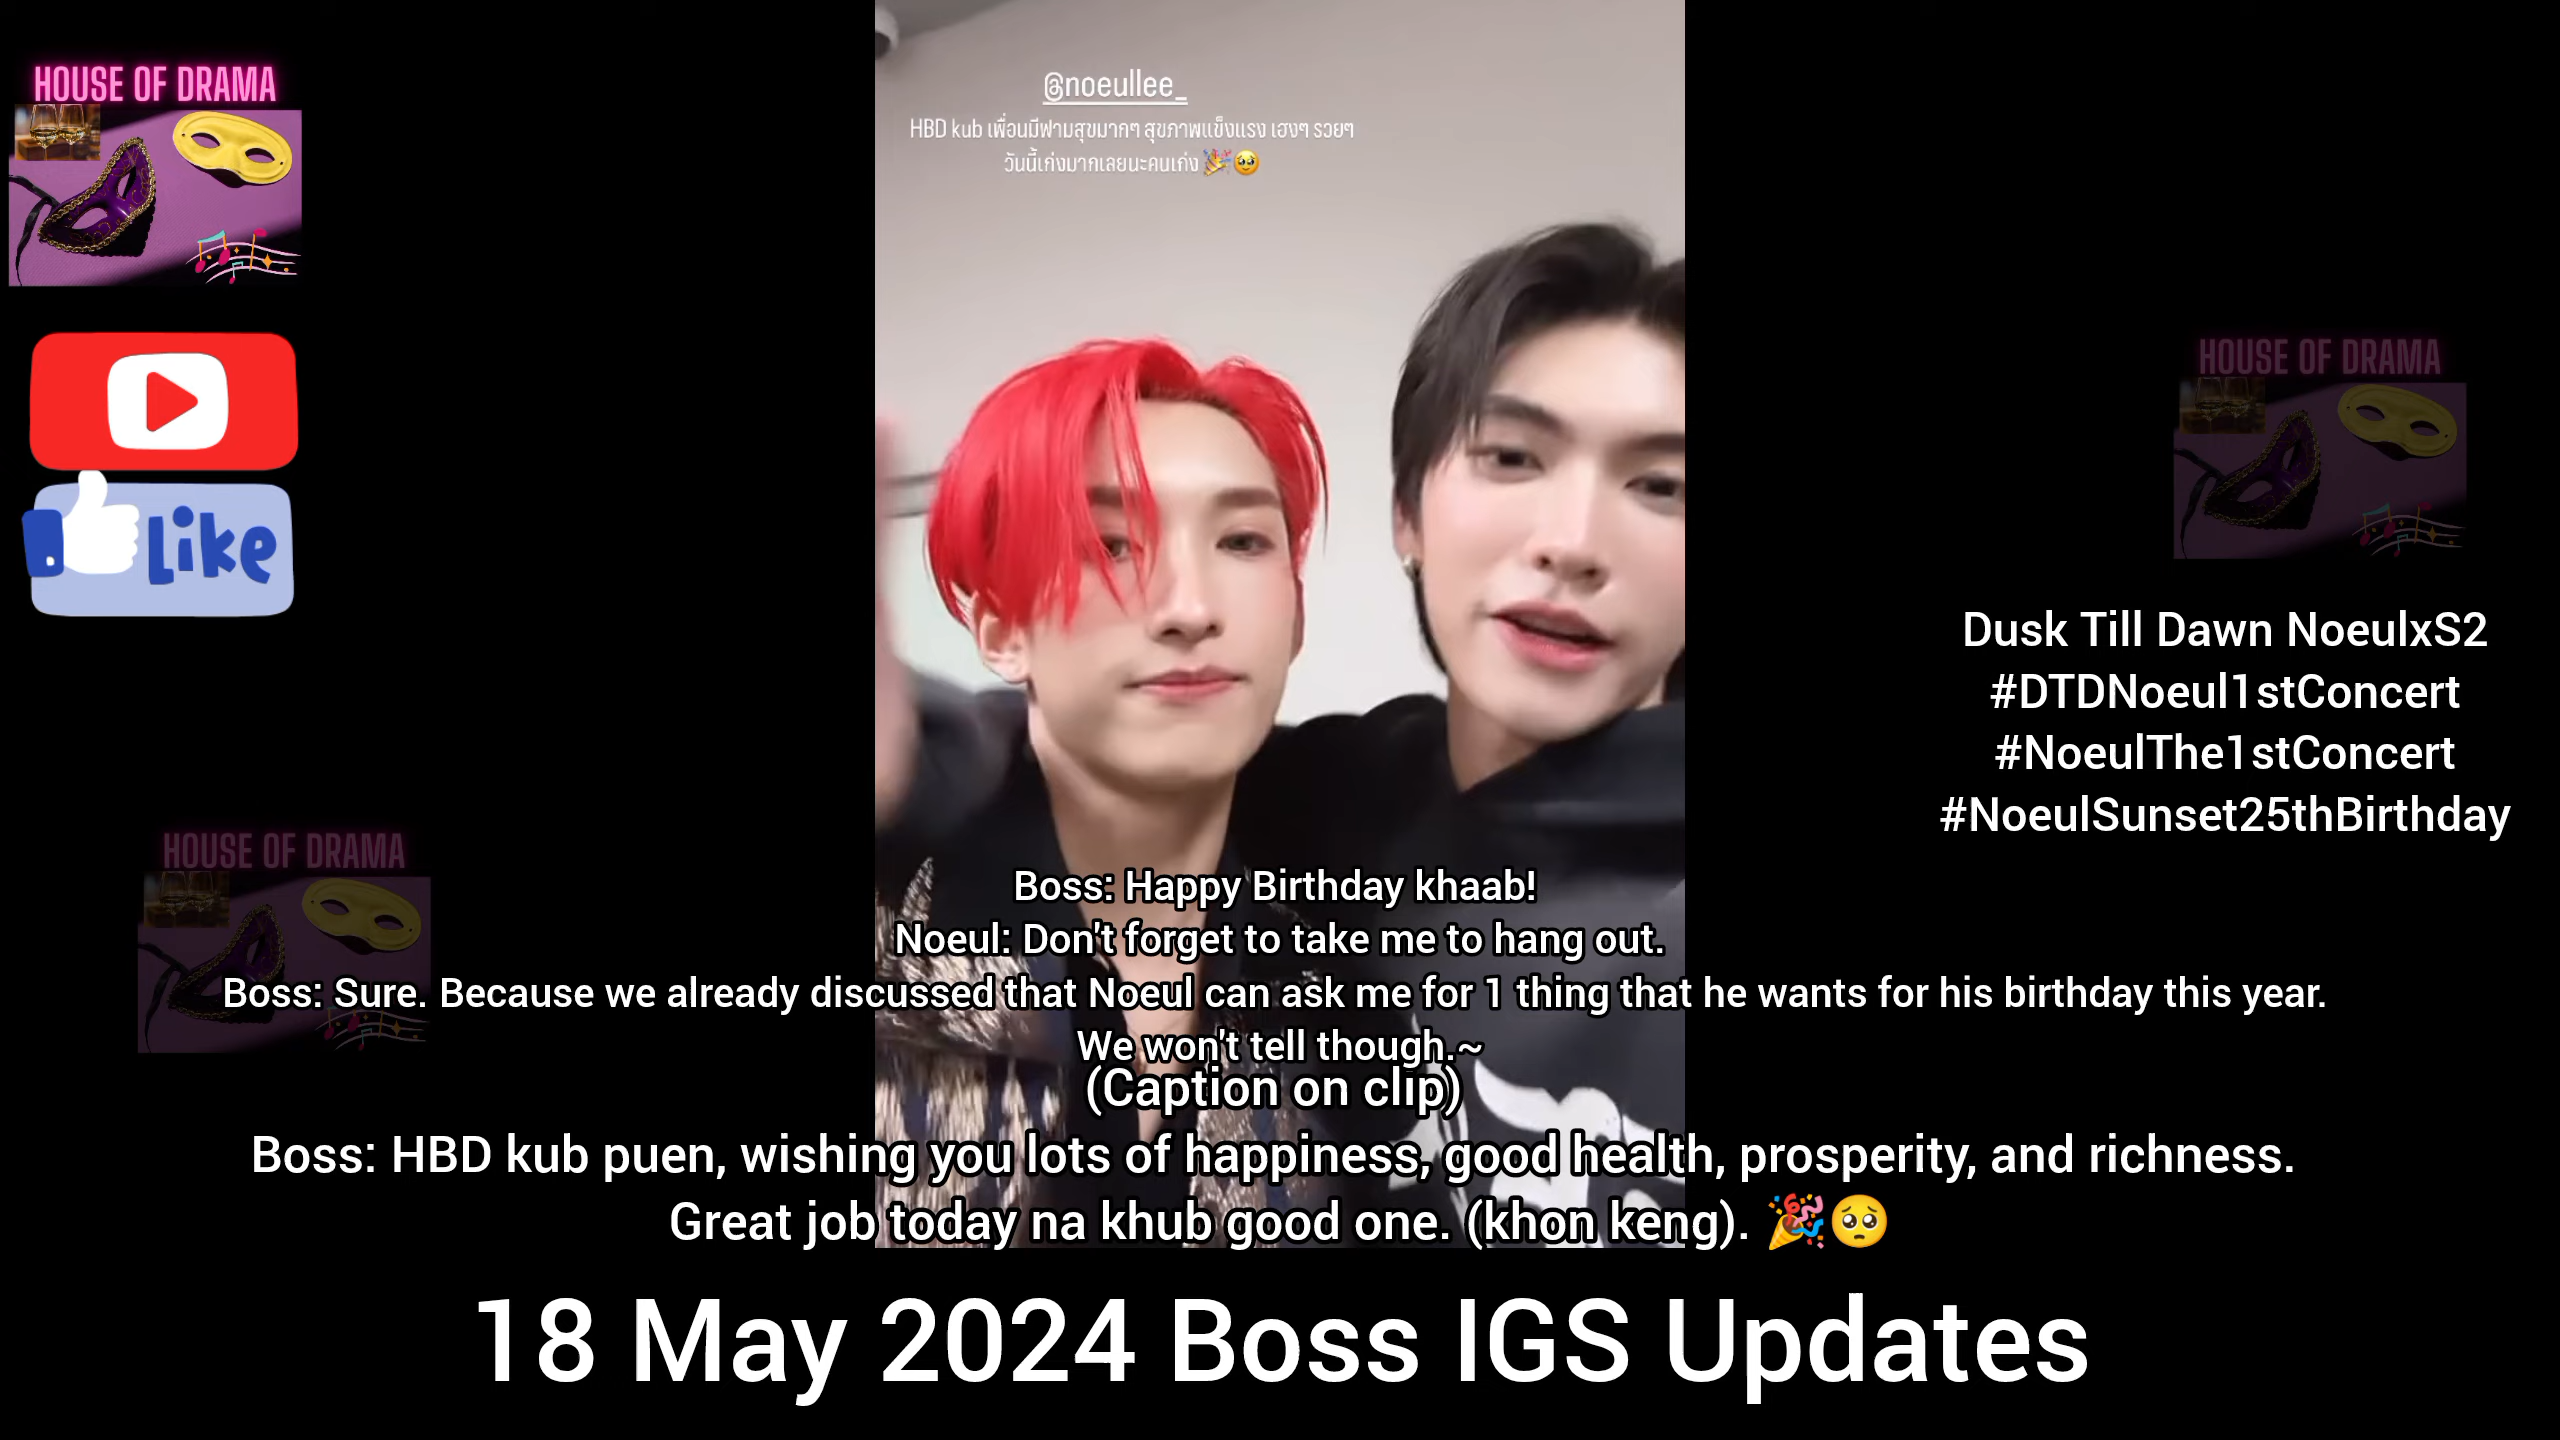 HOUSE OF DRAMA
Like
@noeullee_
HBD kub เพื่อนมีฟามสุขมากๆ สุขภาพแข็งแรง เฮงๆ รวยๆ
วันนี้เก่งมากเลยนะคนเก่ง 🎉🥹
HOUSE OF DRAMA
Dusk Till Dawn NoeulxS2
#DTDNoeul1stConcert
#NoeulThe1stConcert
#NoeulSunset25thBirthday
HOUSE OF DRAMA
Boss: Happy Birthday khaab!
Noeul: Don't forget to take me to hang out.
Boss: Sure. Because we already discussed that Noeul can ask me for 1 thing that he wants for his birthday this year.
We won't tell though.~
(Caption on clip)
Boss: HBD kub puen, wishing you lots of happiness, good health, prosperity, and richness.
Great job today na khub good one. (khon keng). 🎉🥺
18 May 2024 Boss IGS Updates